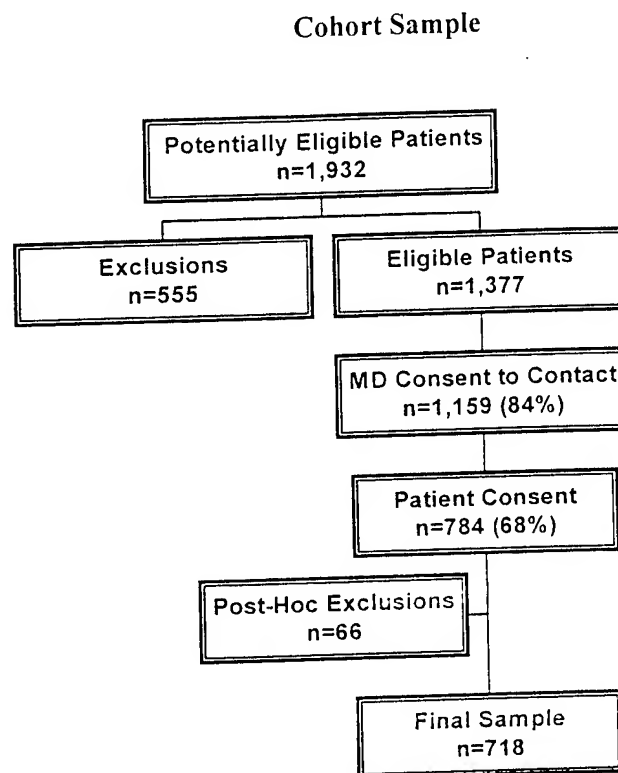 Cohort Sample
Potentially Eligible Patients
n=1,932
Exclusions
n=555
Eligible Patients
n=1,377
MD Consent to Contact
n=1,159 (84%)
Patient Consent
n=784 (68%)
Post-Hoc Exclusions
n=66
Final Sample
n=718